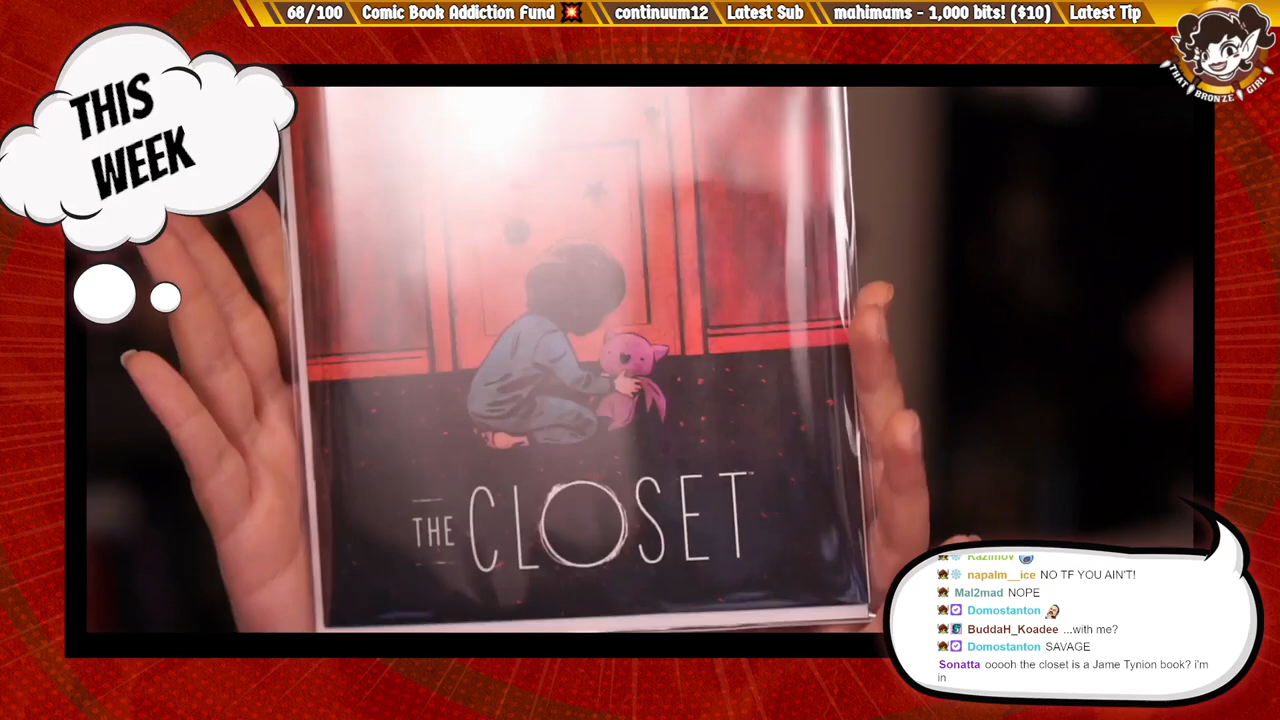 68/100 Comic Book Addiction Fund continuum12 Latest Sub mahimams - 1,000 bits! ($10) Latest Tip
THAT BRONZE GIRL
THIS
WEEK
THE CLOSET
Kazimov
napalm__ice NO TF YOU AIN'T!
Mal2mad NOPE
Domostanton
BuddaH_Koadee ...with me?
Domostanton SAVAGE
Sonatta ooooh the closet is a Jame Tynion book? i'm
in